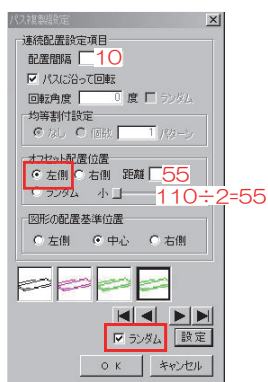 パス複製設定
連続配置設定項目
配置間隔 10
パスに沿って回転
回転角度 0 度 ランダム
均等割付設定
なし 個数 1 パターン
オフセット配置位置
左側 右側 距離 55
ランダム 小
110÷2=55
図形の配置基準位置
左側 中心 右側
ランダム 設定
OK キャンセル